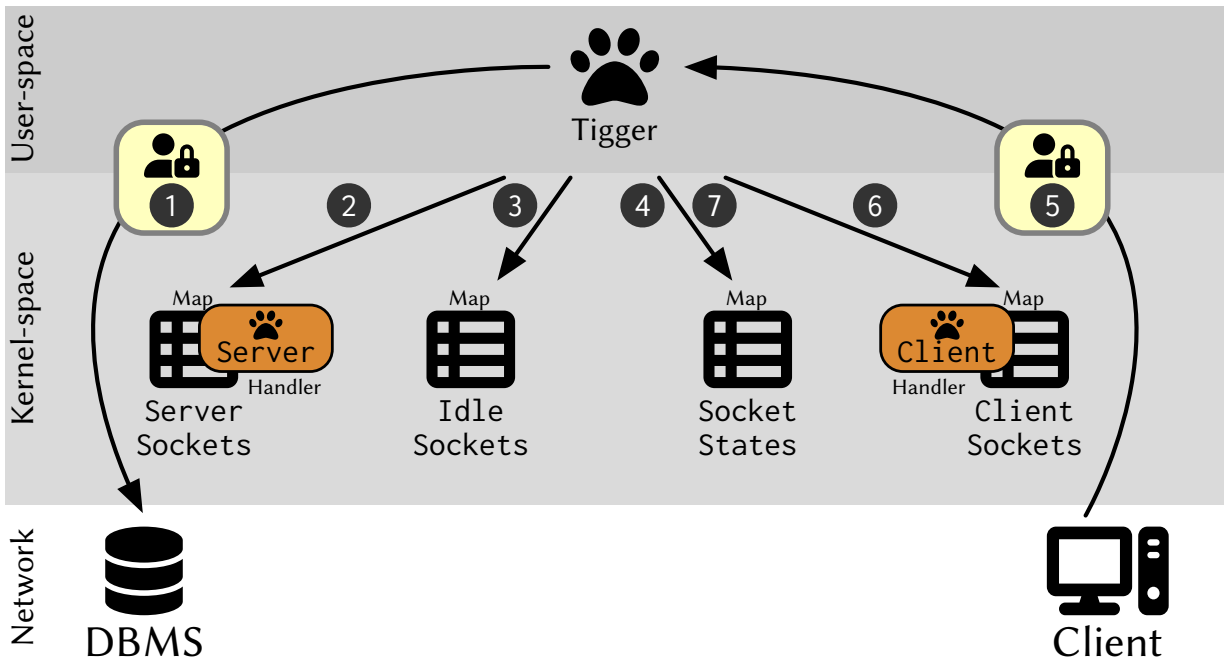 User-space
Tigger
1
5
2
3
4
7
6
Kernel-space
Map
Map
Map
Map
Server
Client
Handler
Handler
Server
Sockets
Idle
Sockets
Socket
States
Client
Sockets
Network
DBMS
Client